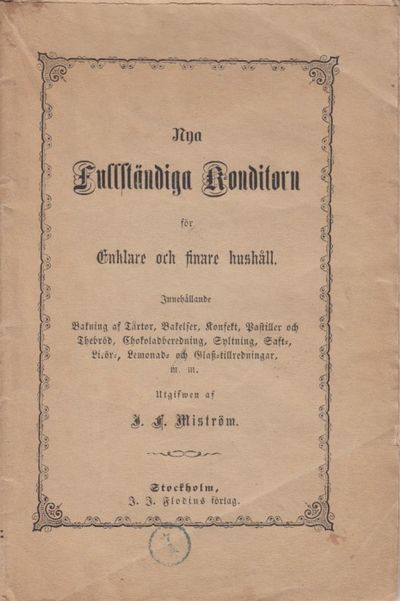 Nya
Fullständiga Konditorn
för
Enklare och finare hushåll.
Innehållande
Bakning af Tårtor, Bakelser, Konfekt, Pastiller och
Thebröd, Chokoladberedning, Syltning, Saft-,
Likör-, Lemonad- och Glaß-tillredningar,
m. m.
Utgifwen af
J. F. Miström.
Stockholm,
J. J. Flodins förlag.